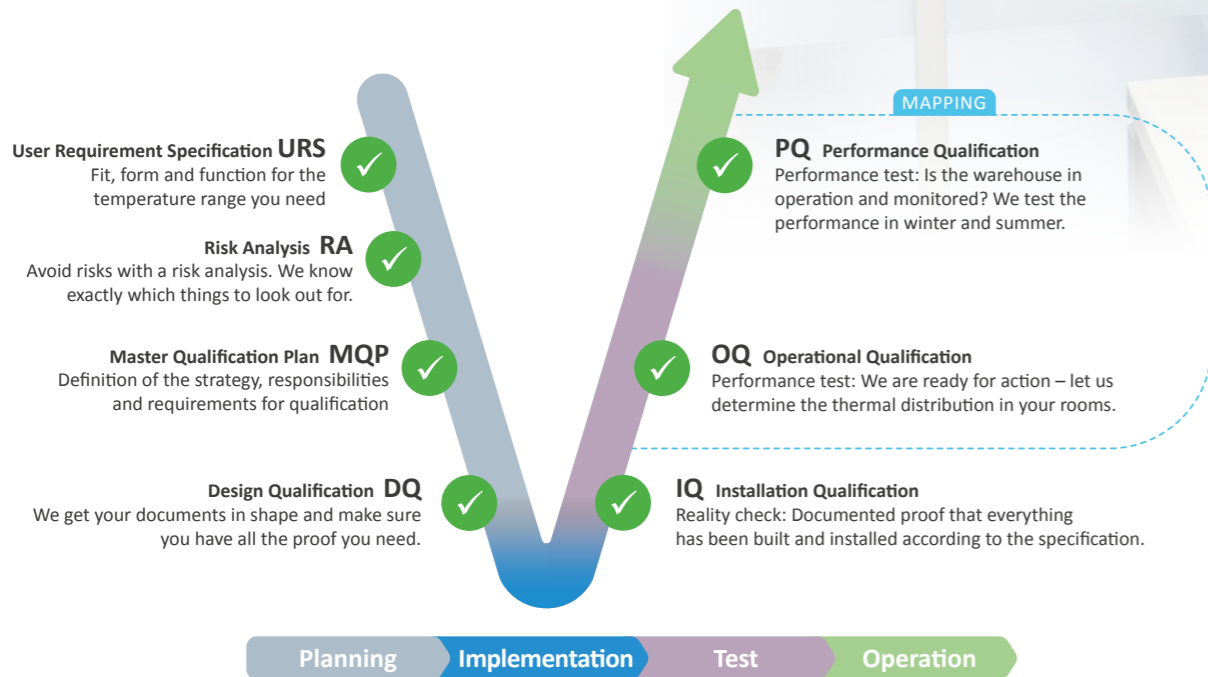 User Requirement Specification URS
Fit, form and function for the
temperature range you need
Risk Analysis RA
Avoid risks with a risk analysis. We know
exactly which things to look out for.
Master Qualification Plan MQP
Definition of the strategy, responsibilities
and requirements for qualification
Design Qualification DQ
We get your documents in shape and make sure
you have all the proof you need.
MAPPING
PQ Performance Qualification
Performance test: Is the warehouse in
operation and monitored? We test the
performance in winter and summer.
OQ Operational Qualification
Performance test: We are ready for action – let us
determine the thermal distribution in your rooms.
IQ Installation Qualification
Reality check: Documented proof that everything
has been built and installed according to the specification.
Planning Implementation Test Operation